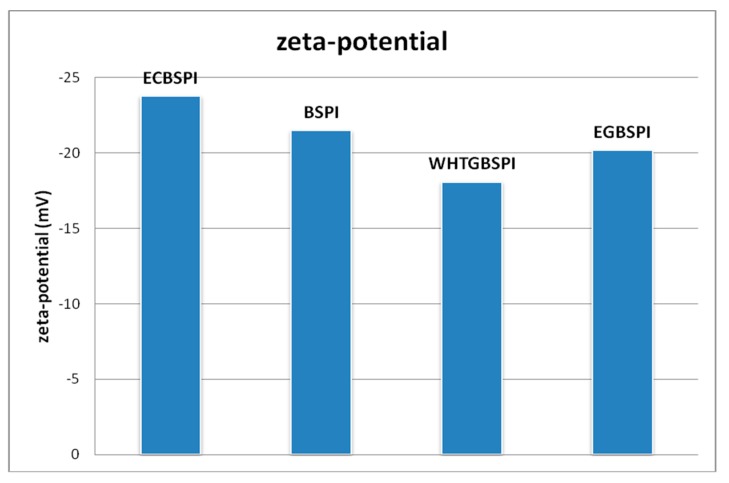 zeta-potential
zeta-potential (mV)
-25
-20
-15
-10
-5
0
ECBSPI
BSPI
WHTGBSPI
EGBSPI